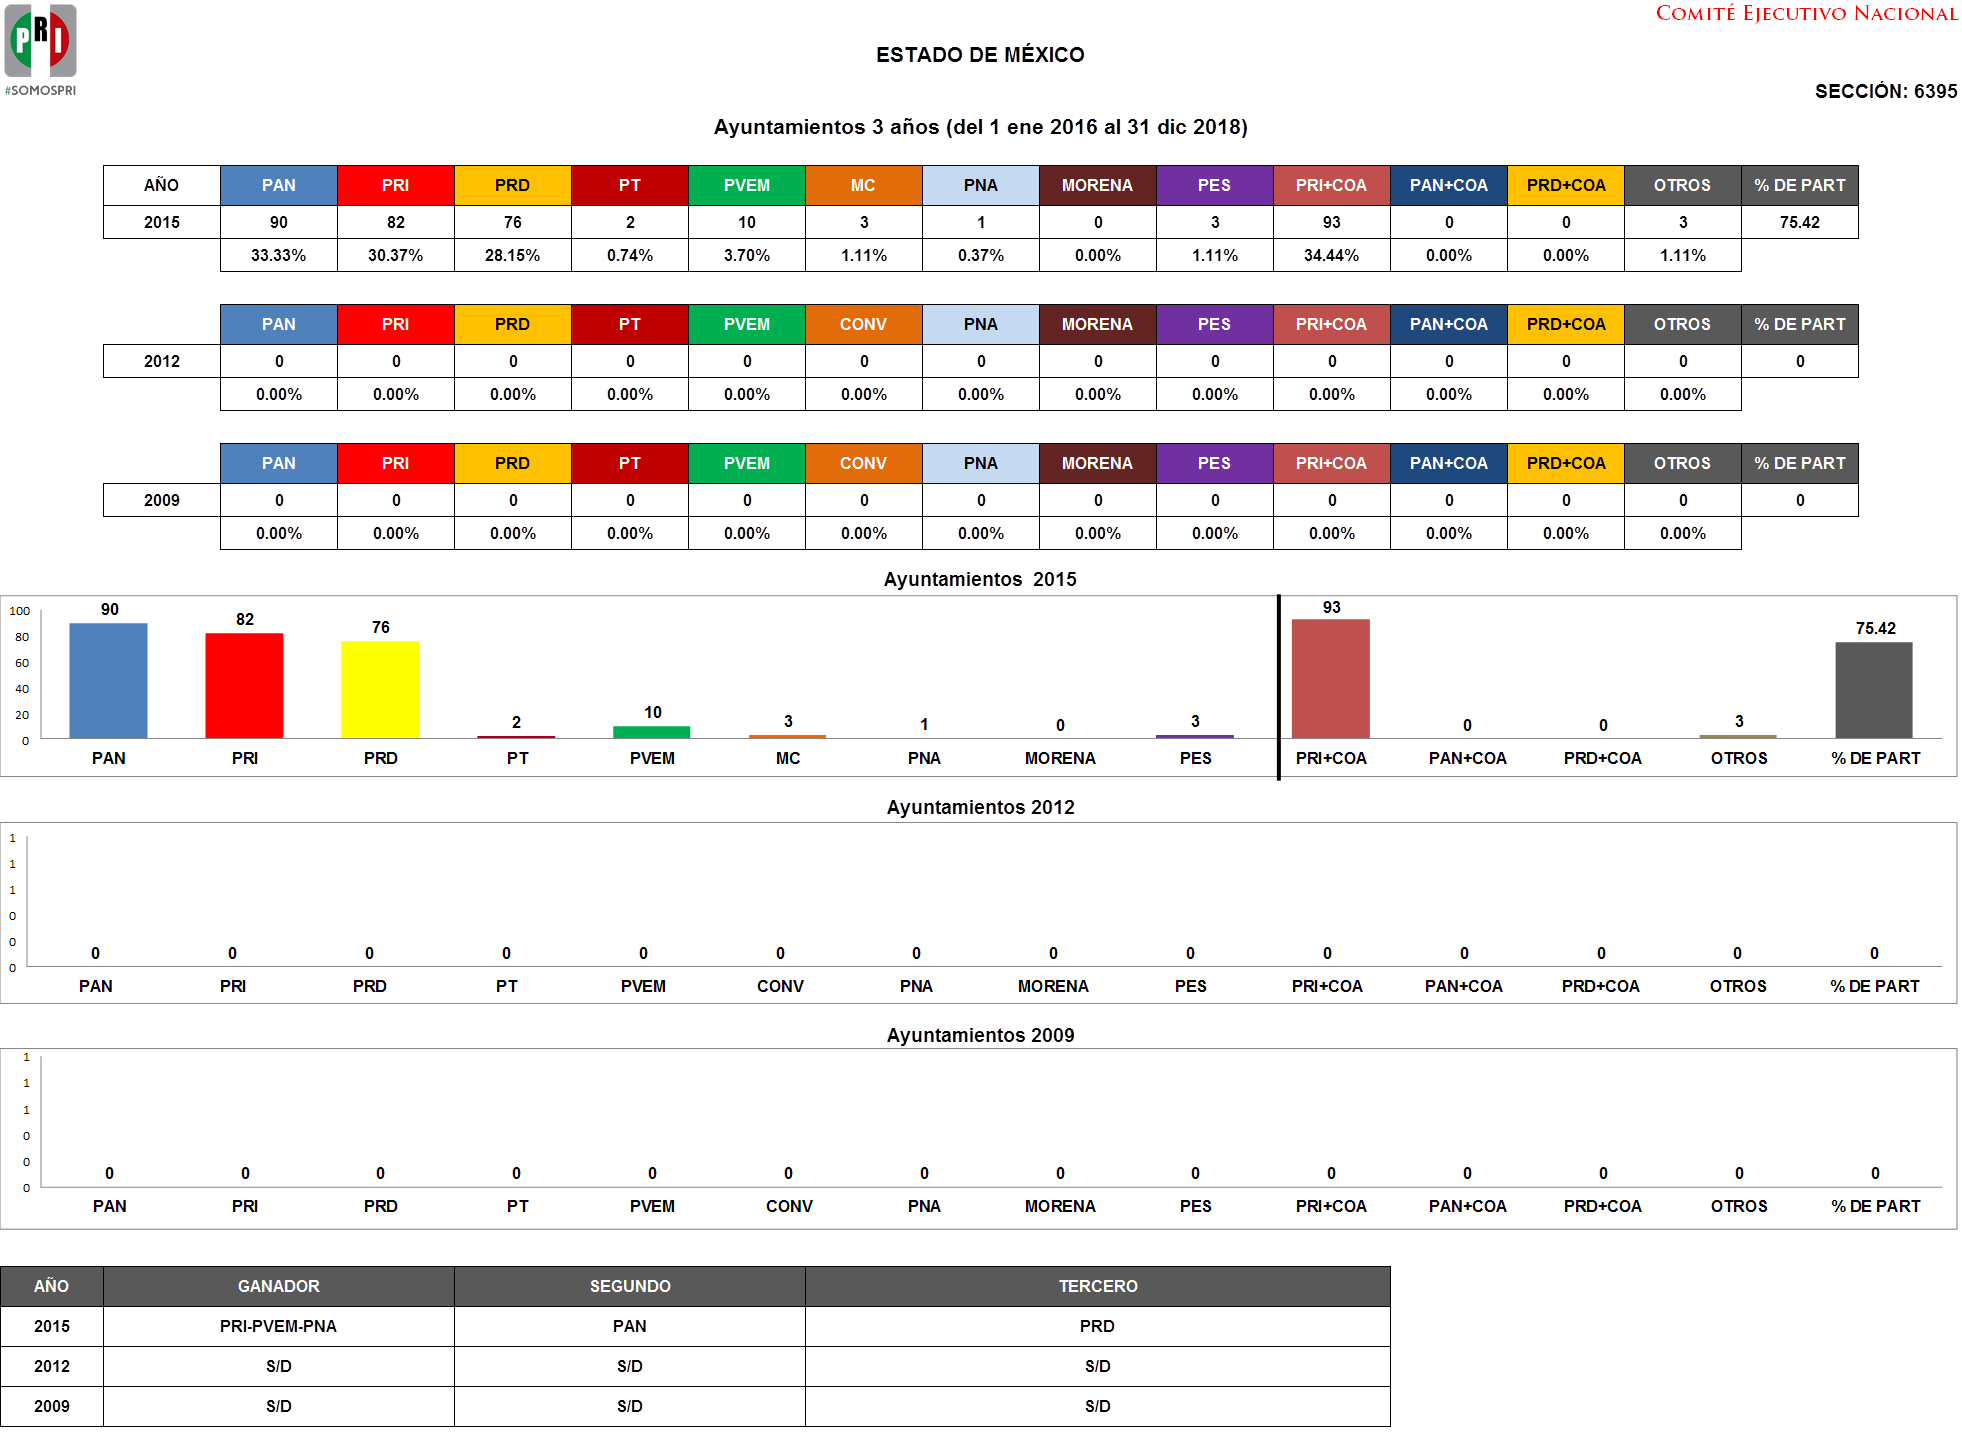 PRI
#SOMOSPRI
COMITÉ EJECUTIVO NACIONAL
ESTADO DE MÉXICO
SECCIÓN: 6395
Ayuntamientos 3 años (del 1 ene 2016 al 31 dic 2018)
AÑO PAN PRI PRD PT PVEM MC PNA MORENA PES PRI+COA PAN+COA PRD+COA OTROS % DE PART
2015 90 82 76 2 10 3 1 0 3 93 0 0 3 75.42
33.33% 30.37% 28.15% 0.74% 3.70% 1.11% 0.37% 0.00% 1.11% 34.44% 0.00% 0.00% 1.11%
PAN PRI PRD PT PVEM CONV PNA MORENA PES PRI+COA PAN+COA PRD+COA OTROS % DE PART
2012 0 0 0 0 0 0 0 0 0 0 0 0 0 0
0.00% 0.00% 0.00% 0.00% 0.00% 0.00% 0.00% 0.00% 0.00% 0.00% 0.00% 0.00% 0.00%
PAN PRI PRD PT PVEM CONV PNA MORENA PES PRI+COA PAN+COA PRD+COA OTROS % DE PART
2009 0 0 0 0 0 0 0 0 0 0 0 0 0 0
0.00% 0.00% 0.00% 0.00% 0.00% 0.00% 0.00% 0.00% 0.00% 0.00% 0.00% 0.00% 0.00%
Ayuntamientos 2015
100
80
60
40
20
0
90 82 76 2 10 3 1 0 3 93 0 0 3 75.42
PAN PRI PRD PT PVEM MC PNA MORENA PES PRI+COA PAN+COA PRD+COA OTROS % DE PART
Ayuntamientos 2012
1
1
1
0
0
0
0 0 0 0 0 0 0 0 0 0 0 0 0 0
PAN PRI PRD PT PVEM CONV PNA MORENA PES PRI+COA PAN+COA PRD+COA OTROS % DE PART
Ayuntamientos 2009
1
1
1
0
0
0
0 0 0 0 0 0 0 0 0 0 0 0 0 0
PAN PRI PRD PT PVEM CONV PNA MORENA PES PRI+COA PAN+COA PRD+COA OTROS % DE PART
AÑO GANADOR SEGUNDO TERCERO
2015 PRI-PVEM-PNA PAN PRD
2012 S/D S/D S/D
2009 S/D S/D S/D